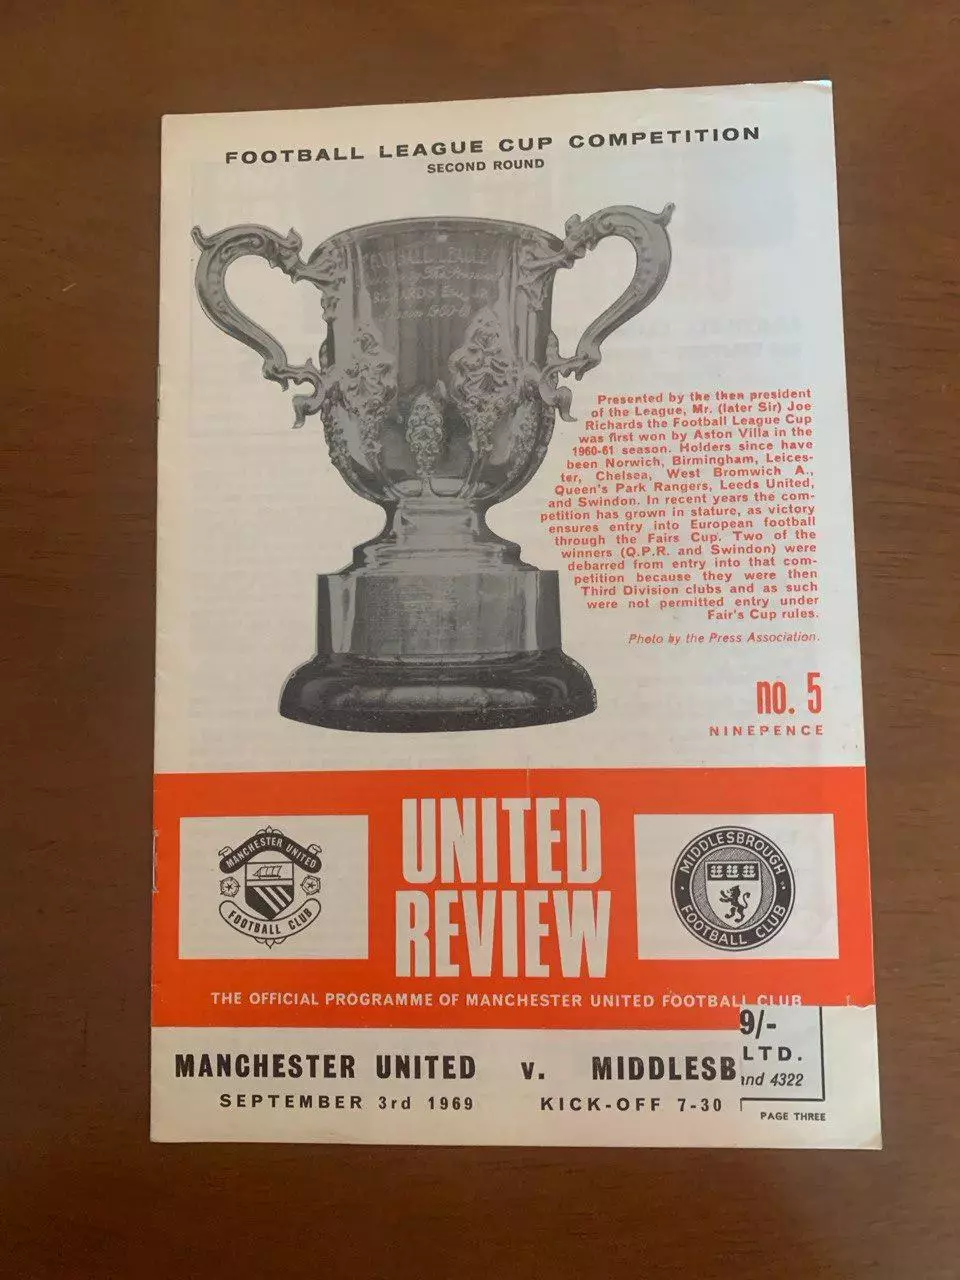 FOOTBALL LEAGUE CUP COMPETITION
SECOND ROUND
Presented by the then president
of the League, Mr. (later Sir) Joe
Richards the Football League Cup
was first won by Aston Villa in the
1960-61 season. Holders since have
been Norwich, Birmingham, Leices-
ter, Chelsea, West Bromwich A.,
Queen's Park Rangers, Leeds United,
and Swindon. In recent years the com-
petition has grown in stature, as victory
ensures entry into European football
through the Fairs Cup. Two of the
winners (Q.P.R. and Swindon) were
debarred from entry into that com-
petition because they were then
Third Division clubs and as such
were not permitted entry under
Fair's Cup rules.
Photo by the Press Association.
no. 5
NINEPENCE
MANCHESTER UNITED
FOOTBALL CLUB
UNITED
REVIEW
MIDDLESBROUGH
FOOTBALL CLUB
THE OFFICIAL PROGRAMME OF MANCHESTER UNITED FOOTBALL CLUB
9/-
LTD.
and 4322
PAGE THREE
MANCHESTER UNITED v. MIDDLESB
SEPTEMBER 3rd 1969 KICK-OFF 7-30